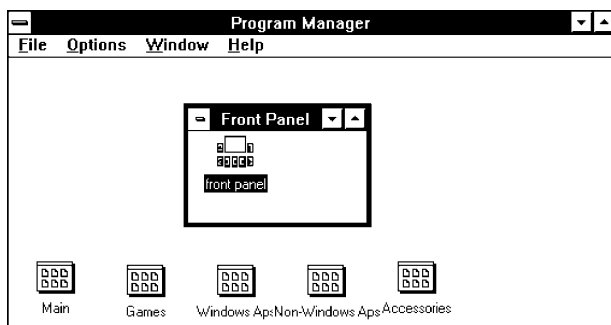 Program Manager
File Options Window Help
Front Panel
front panel
Main Games Windows Aps Non-Windows Aps Accessories